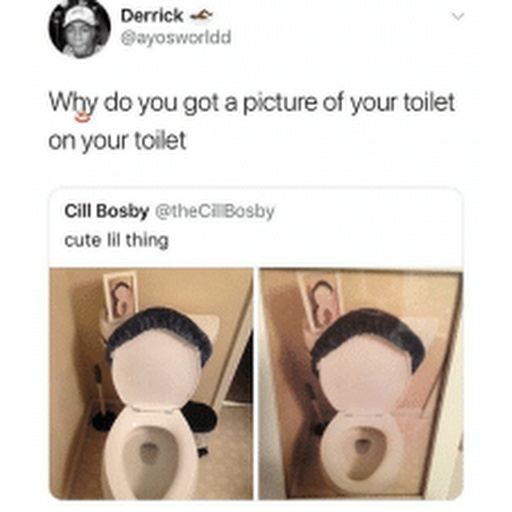 Derrick
@ayosworldd
Why do you got a picture of your toilet
on your toilet
Cill Bosby @theCillBosby
cute lil thing